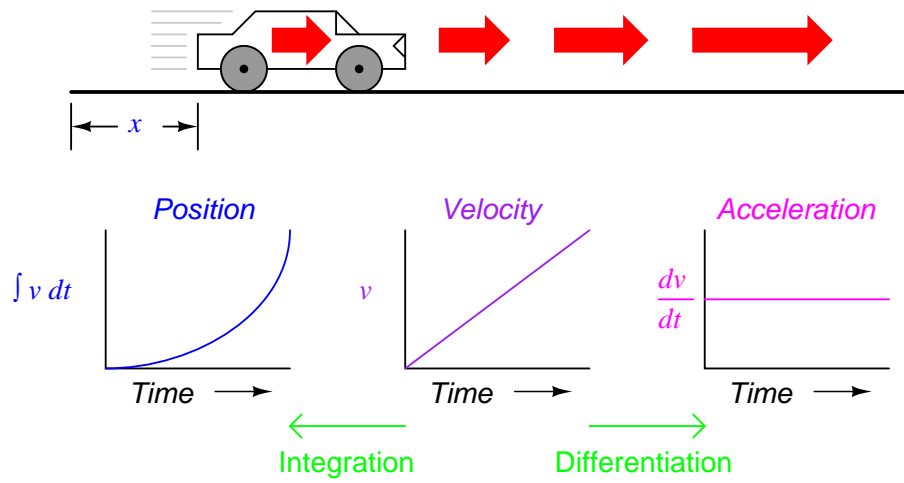 x
Position Velocity Acceleration
∫ v dt v dv/dt
Time Time Time
Integration Differentiation